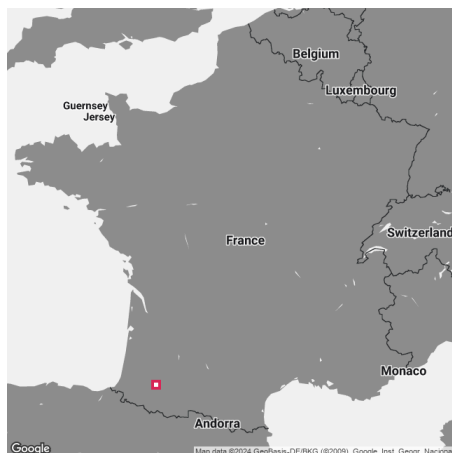 Belgium
Luxembourg
Guernsey
Jersey
France
Switzerland
Monaco
Andorra
Google
Map data ©2024 GeoBasis-DE/BKG (©2009), Google, Inst. Geogr. Nacional